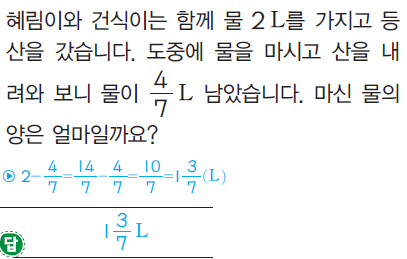 혜림이와 건식이는 함께 물 2 L를 가지고 등
산을 갔습니다. 도중에 물을 마시고 산을 내
려와 보니 물이 4/7 L 남았습니다. 마신 물의
양은 얼마일까요?
2-4/7=14/7-4/7=10/7=1 3/7(L)
1 3/7 L
답